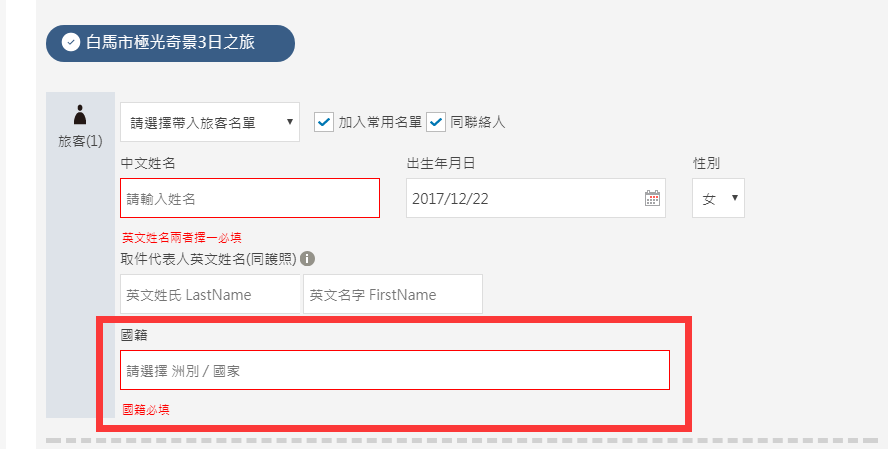 白馬市極光奇景3日之旅
請選擇帶入旅客名單 加入常用名單 同聯絡人
旅客(1)
中文姓名 出生年月日 性別
請輸入姓名 2017/12/22 女
英文姓名兩者擇一必填
取件代表人英文姓名(同護照)
英文姓氏 LastName 英文名字 FirstName
國籍
請選擇 洲別 / 國家
國籍必填